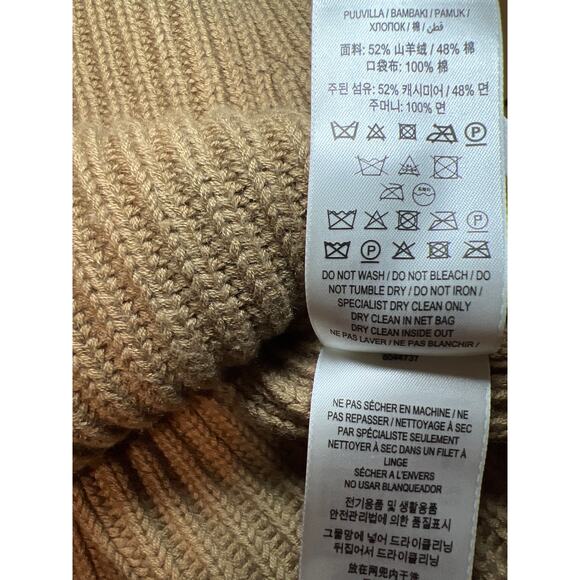 PUUVILLA / BAMBAKI / PAMUK /
ХЛОПОК / 棉 / قطن /
面料: 52% 山羊绒 / 48% 棉
口袋布: 100% 棉
주된 섬유: 52% 캐시미어 / 48% 면
주머니: 100% 면
DO NOT WASH / DO NOT BLEACH / DO
NOT TUMBLE DRY / DO NOT IRON /
SPECIALIST DRY CLEAN ONLY
DRY CLEAN IN NET BAG
DRY CLEAN INSIDE OUT
NE PAS LAVER / NE PAS BLANCHIR /
8044737
NE PAS SÉCHER EN MACHINE / NE
PAS REPASSER / NETTOYAGE À SEC
PAR SPÉCIALISTE SEULEMENT
NETTOYER À SEC DANS UN FILET À
LINGE
SÉCHER A L'ENVERS
NO USAR BLANQUEADOR
전기용품 및 생활용품
안전관리법에 의한 품질표시
그물망에 넣어 드라이클리닝
뒤집어서 드라이클리닝
放在网兜内干洗